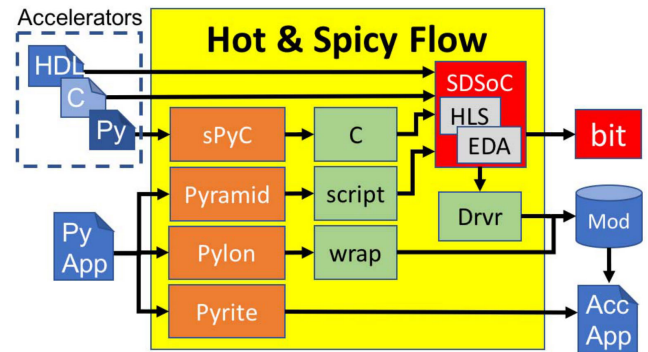 Accelerators
Hot & Spicy Flow
HDL
C
Py
SDSoC
HLS
EDA
bit
sPyC
C
Pyramid
script
Py
App
Drvr
Mod
Pylon
wrap
Pyrite
Acc
App